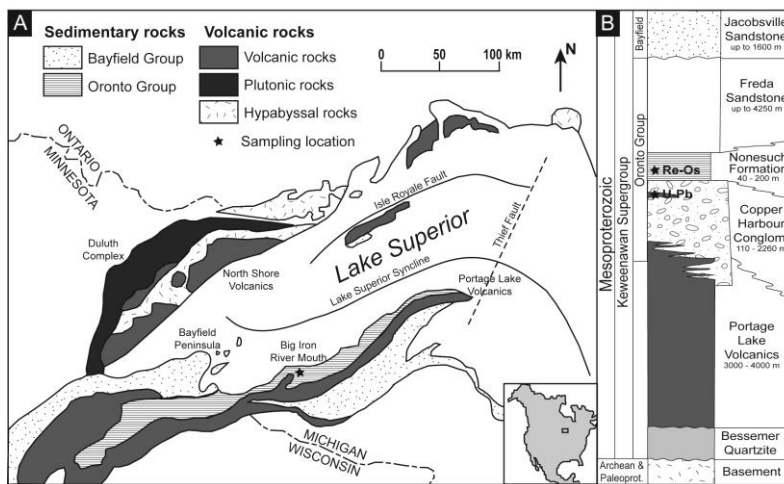 A
Sedimentary rocks
Bayfield Group
Oronto Group
Volcanic rocks
Volcanic rocks
Plutonic rocks
Hypabyssal rocks
Sampling location
0 50 100 km
N
ONTARIO
MINNESOTA
Duluth
Complex
North Shore
Volcanics
Isle Royale Fault
Lake Superior
Lake Superior Syncline
Thief Fault
Portage Lake
Volcanics
Bayfield
Peninsula
Big Iron
River Mouth
MICHIGAN
WISCONSIN
B
Mesoproterozoic
Keweenawan Supergroup
Bayfield
Oronto Group
Jacobsville
Sandstone
up to 1600 m
Freda
Sandstone
up to 4250 m
Re-Os
Nonesuch
Formation
40 - 200 m
U-Pb
Copper
Harbour
Conglom.
110 - 2260 m
Portage
Lake
Volcanics
3000 - 4000 m
Bessemer
Quartzite
Archean &
Paleoprot.
Basement